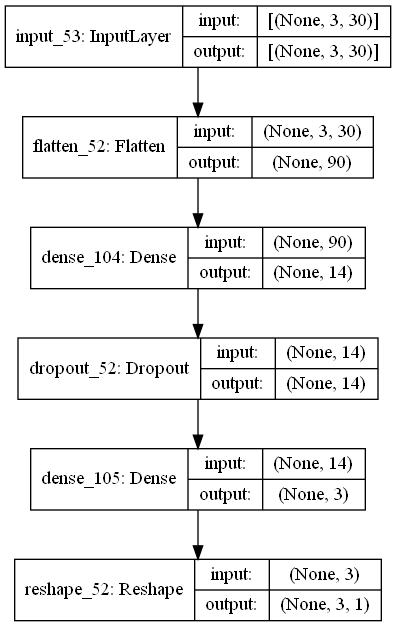 input_53: InputLayer
input: [(None, 3, 30)]
output: [(None, 3, 30)]
flatten_52: Flatten
input: (None, 3, 30)
output: (None, 90)
dense_104: Dense
input: (None, 90)
output: (None, 14)
dropout_52: Dropout
input: (None, 14)
output: (None, 14)
dense_105: Dense
input: (None, 14)
output: (None, 3)
reshape_52: Reshape
input: (None, 3)
output: (None, 3, 1)